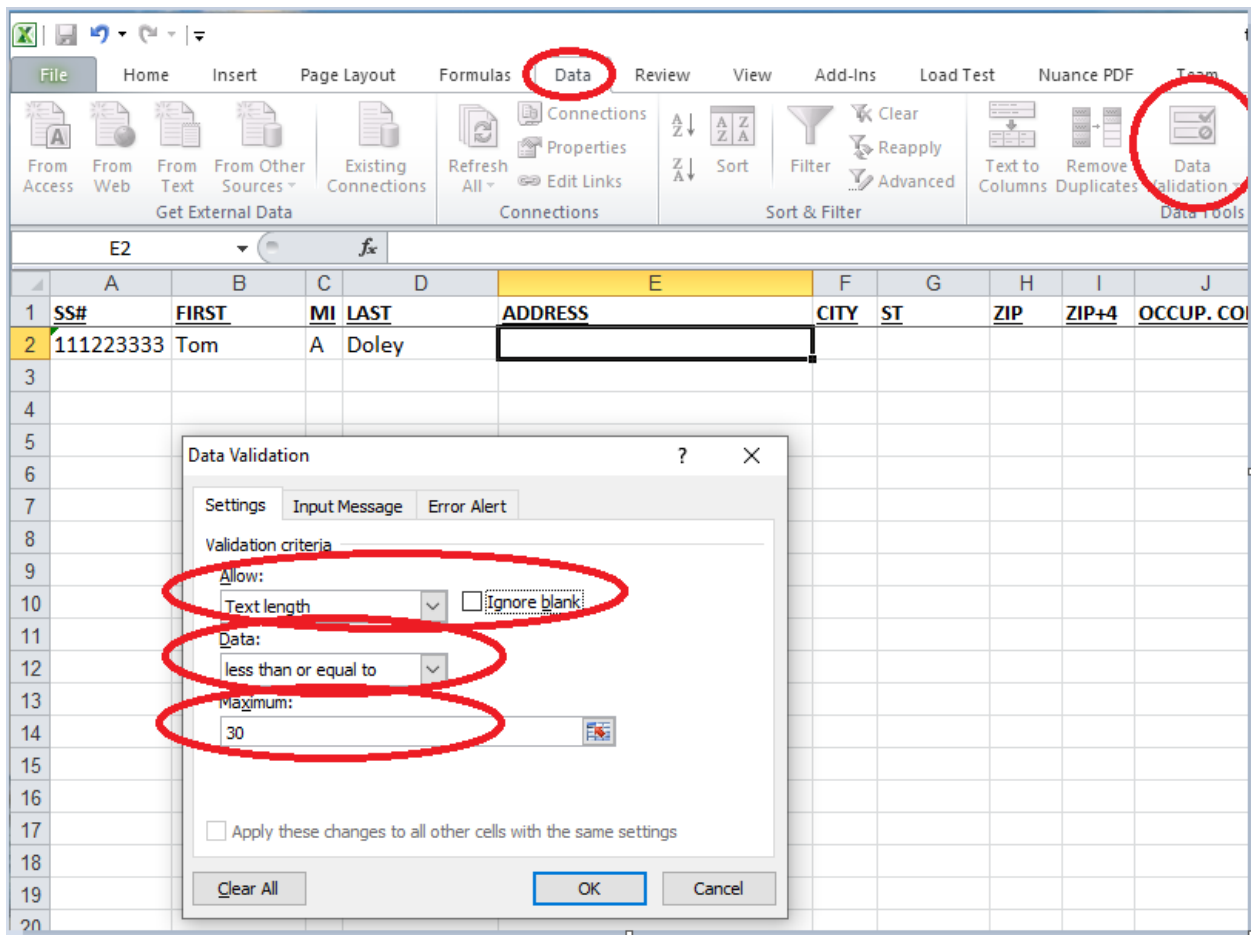 File Home Insert Page Layout Formulas Data Review View Add-Ins Load Test Nuance PDF Team
From Access
From Web
From Text
From Other Sources
Existing Connections
Refresh All
Connections
Properties
Edit Links
Sort
Filter
Clear
Reapply
Advanced
Text to Columns
Remove Duplicates
Data Validation
Get External Data Connections Sort & Filter Data Tools
E2 fx
A B C D E F G H I J
1 SS# FIRST MI LAST ADDRESS CITY ST ZIP ZIP+4 OCCUP.
2 111223333 Tom A Doley
3
4
5
6
7
8
9
10
11
12
13
14
15
16
17
18
19
20
Data Validation ?
Settings Input Message Error Alert
Validation criteria
Allow:
Text length Ignore blank
Data:
less than or equal to
Maximum:
30
Apply these changes to all other cells with the same settings
Clear All OK Cancel